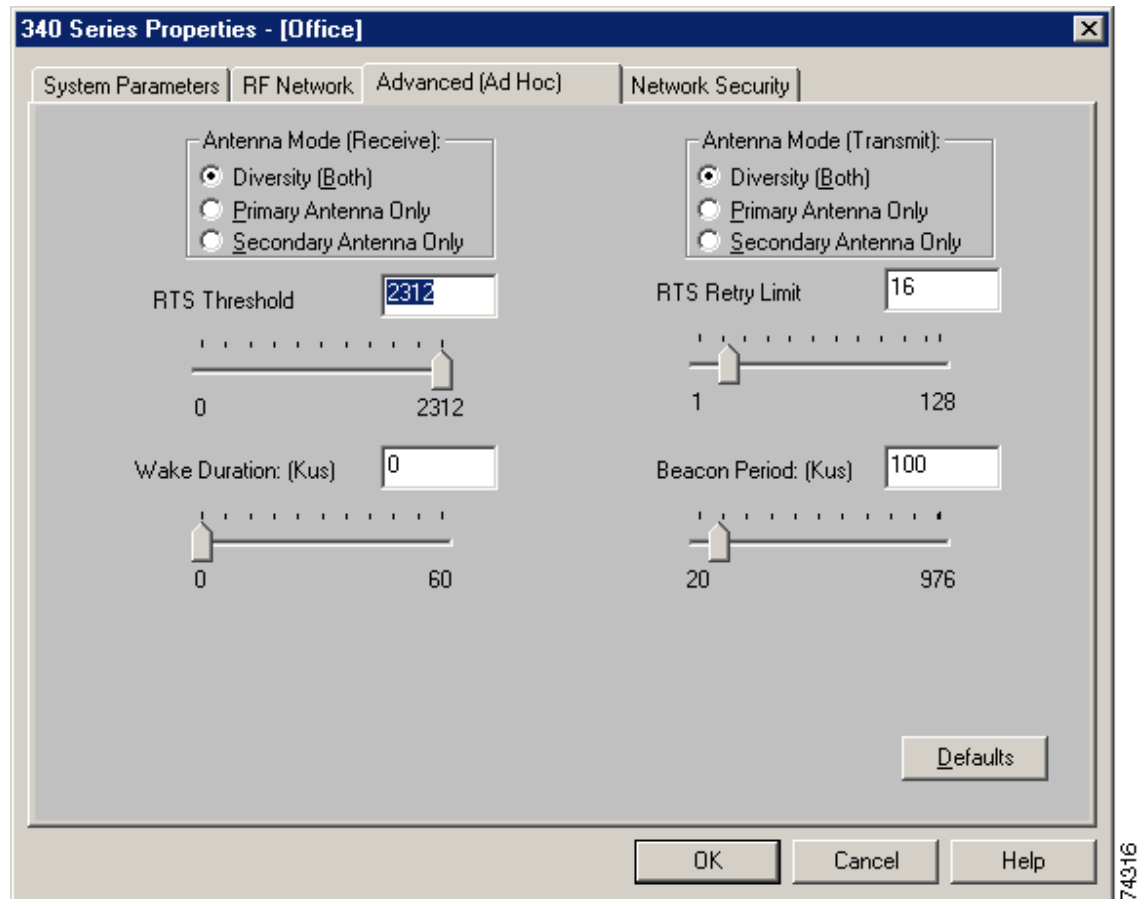 340 Series Properties - [Office]
System Parameters
RF Network
Advanced (Ad Hoc)
Network Security
Antenna Mode (Receive):
Diversity (Both)
Primary Antenna Only
Secondary Antenna Only
Antenna Mode (Transmit):
Diversity (Both)
Primary Antenna Only
Secondary Antenna Only
RTS Threshold 2312
0 2312
RTS Retry Limit 16
1 128
Wake Duration: (Kus) 0
0 60
Beacon Period: (Kus) 100
20 976
Defaults
OK Cancel Help
74316